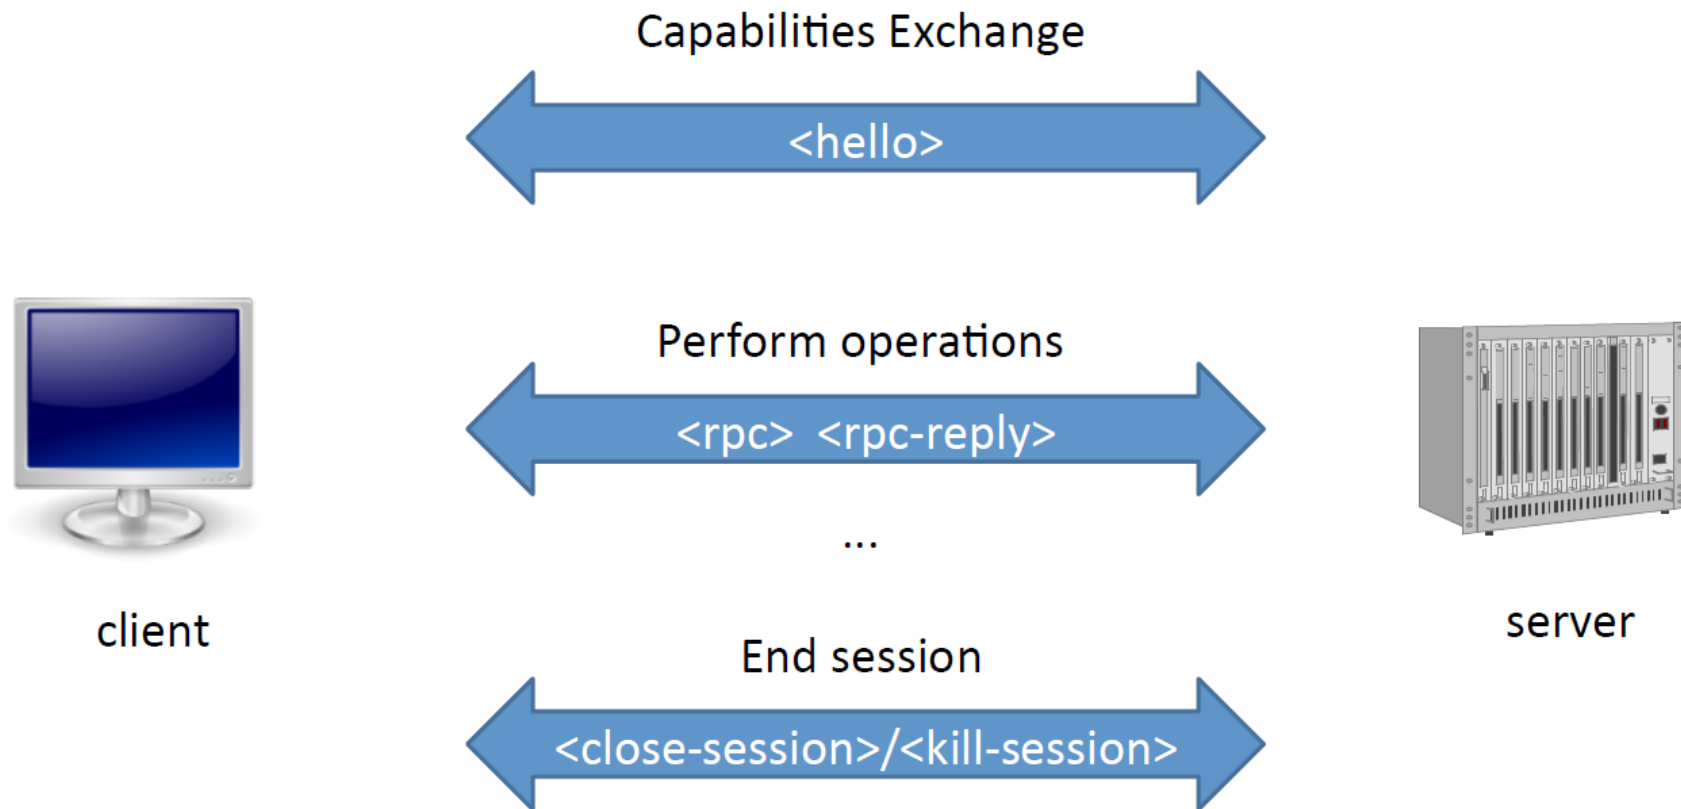 Capabilities Exchange
<hello>
Perform operations
<rpc> <rpc-reply>
...
client
server
End session
<close-session>/<kill-session>